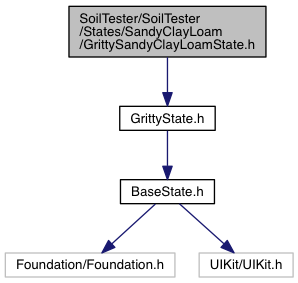 SoilTester/SoilTester
/States/SandyClayLoam
/GrittySandyClayLoamState.h
GrittyState.h
BaseState.h
Foundation/Foundation.h
UIKit/UIKit.h